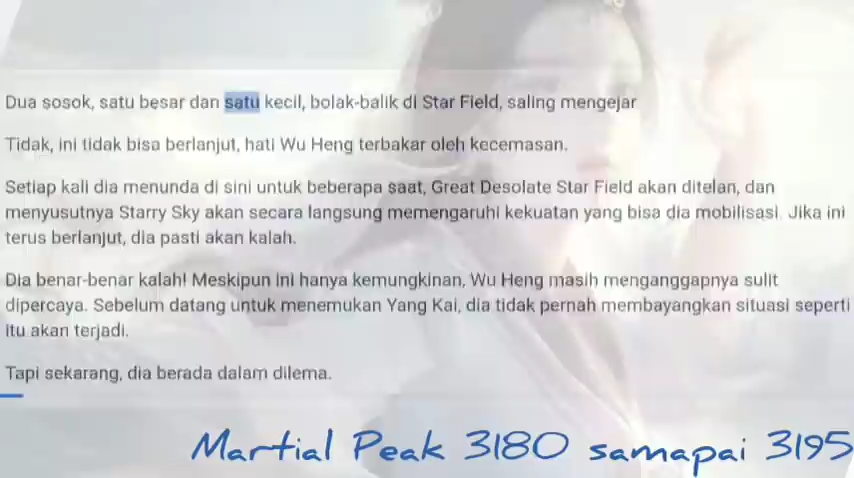 Dua sosok, satu besar dan satu kecil, bolak-balik di Star Field, saling mengejar
Tidak, ini tidak bisa berlanjut, hati Wu Heng terbakar oleh kecemasan.
Setiap kali dia menunda di sini untuk beberapa saat, Great Desolate Star Field akan ditelan, dan
menyusutnya Starry Sky akan secara langsung memengaruhi kekuatan yang bisa dia mobilisasi. Jika ini
terus berlanjut, dia pasti akan kalah.
Dia benar-benar kalah! Meskipun ini hanya kemungkinan, Wu Heng masih menganggapnya sulit
dipercaya. Sebelum datang untuk menemukan Yang Kai, dia tidak pernah membayangkan situasi seperti
itu akan terjadi.
Tapi sekarang, dia berada dalam dilema.
Martial Peak 3180 samapai 3195